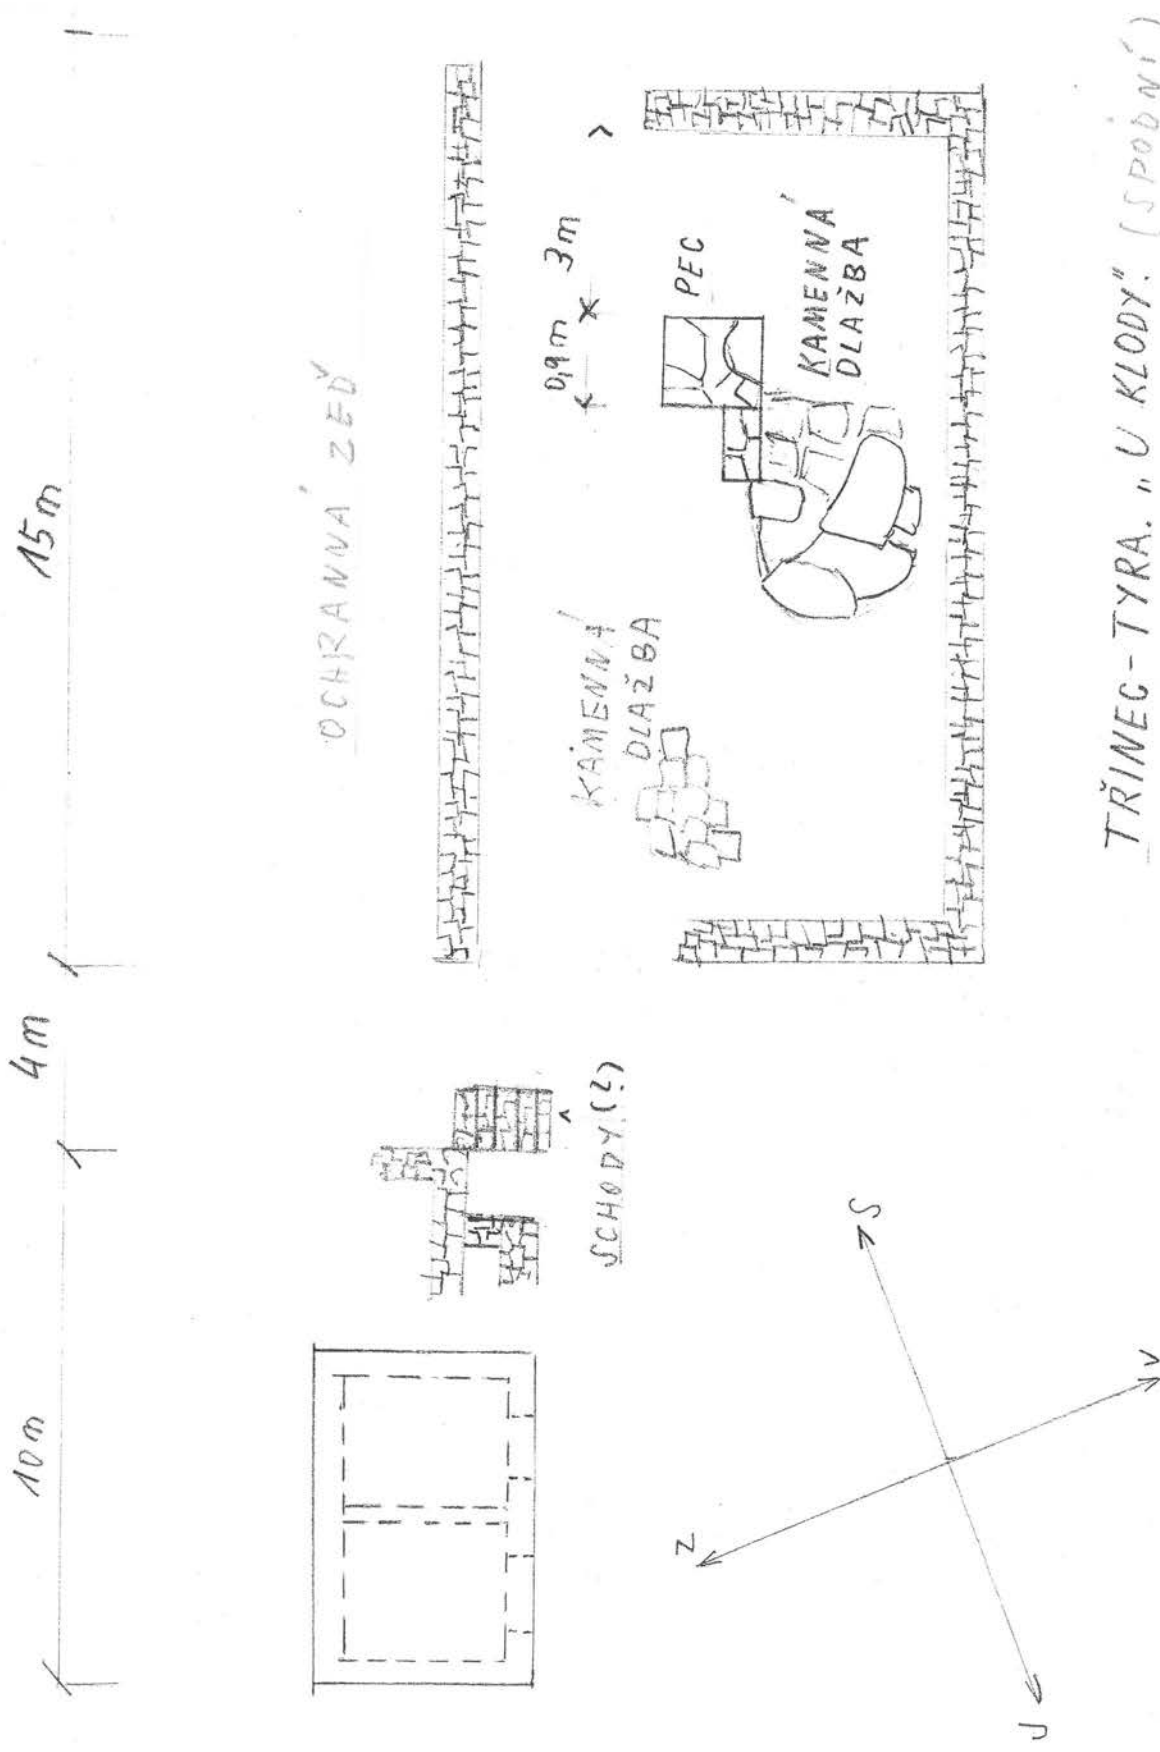 10m
4m
15m
OCHRANNÁ ZEĎ
0,9m
3m
KAMENNÁ
DLAŽBA
PEC
KAMENNÁ
DLAŽBA
SCHODY (?)
Z
S
J
V
TŘINEC-TYRA. „U KLODY". (SPODNÍ)